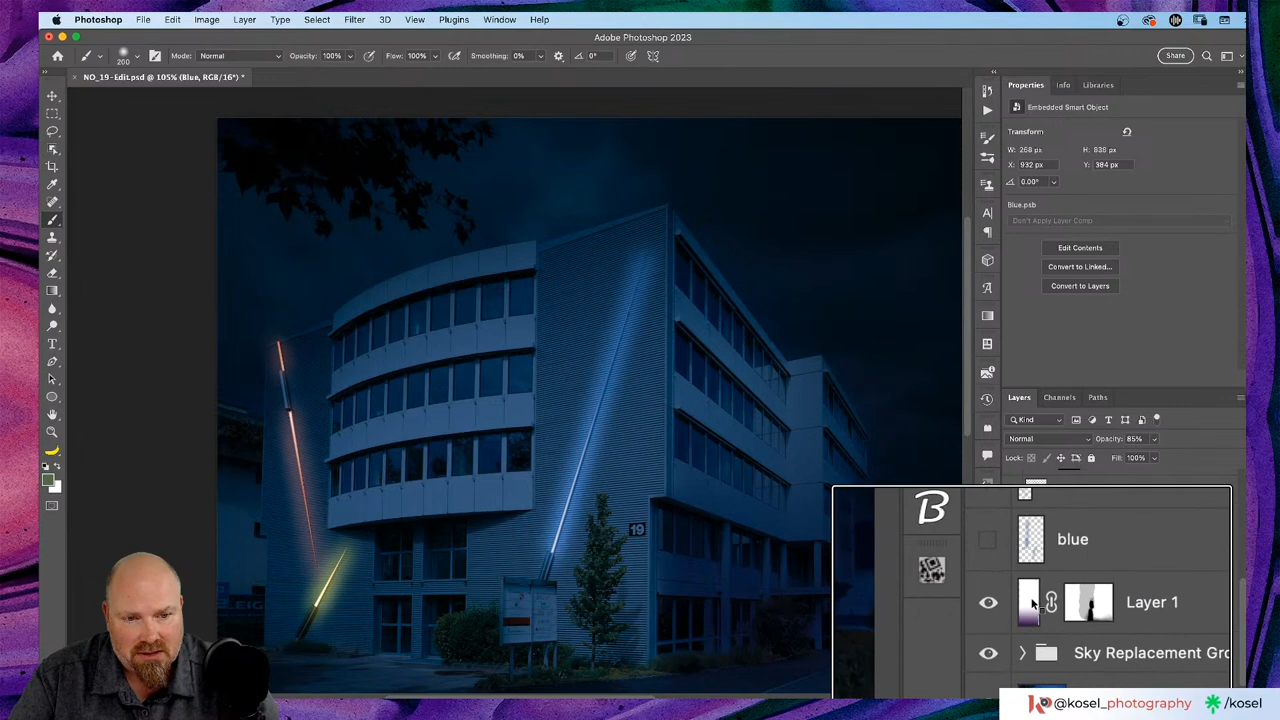 Photoshop File Edit Image Layer Type Select Filter 3D View Plugins Window Help
Adobe Photoshop 2023
200 Mode: Normal Opacity: 100% Flow: 100% Smoothing: 0% 0° Share
NO_19-Edit.psd @ 105% (Blue, RGB/16*) *
Properties Info Libraries
Embedded Smart Object
Transform
W: 268 px H: 838 px
X: 932 px Y: 384 px
0.00°
Blue.psb
Don't Apply Layer Comp
Edit Contents
Convert to Linked...
Convert to Layers
Layers Channels Paths
Kind
Normal Opacity: 85%
Lock: Fill: 100%
19
B
blue
Layer 1
Sky Replacement Gro
@kosel_photography /kosel